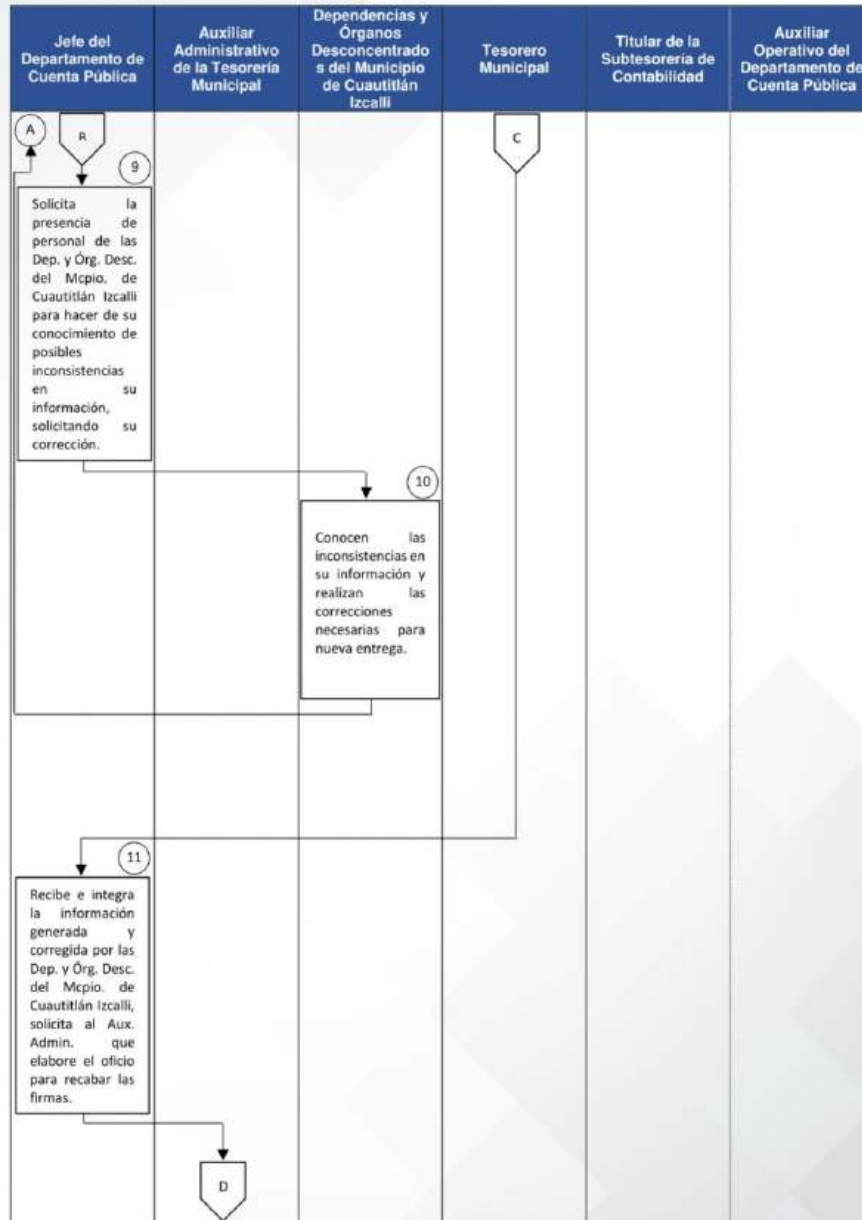 Jefe del
Departamento de
Cuenta Pública
Auxiliar
Administrativo
de la Tesorería
Municipal
Dependencias y
Órganos
Desconcentrado
s del Municipio
de Cuautitlán
Izcalli
Tesorero
Municipal
Titular de la
Subtesorería de
Contabilidad
Auxiliar
Operativo del
Departamento de
Cuenta Pública
A
B
C
9
Solicita la
presencia de
personal de las
Dep. y Órg. Desc.
del Mcpio. de
Cuautitlán Izcalli
para hacer de su
conocimiento de
posibles
inconsistencias
en su
información,
solicitando su
corrección.
10
Conocen las
inconsistencias en
su información y
realizan las
correcciones
necesarias para
nueva entrega.
11
Recibe e integra
la información
generada y
corregida por las
Dep. y Órg. Desc.
del Mcpio. de
Cuautitlán Izcalli,
solicita al Aux.
Admin. que
elabore el oficio
para recabar las
firmas.
D